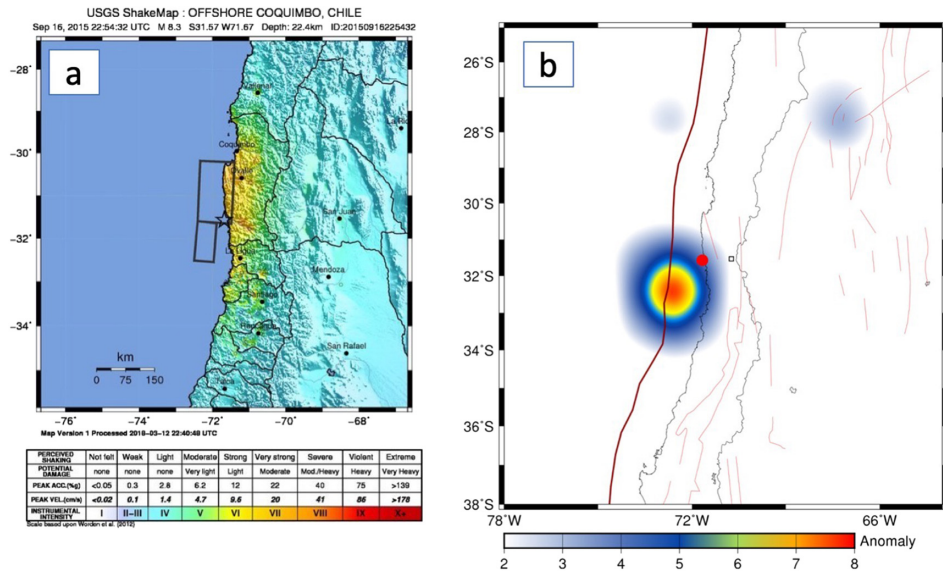 USGS ShakeMap : OFFSHORE COQUIMBO, CHILE
Sep 16, 2015 22:54:32 UTC M 8.3 S31.57 W71.67 Depth: 22.4km ID:20150916225432
a
-28˚
-30˚
-32˚
-34˚
Coquimbo
Ovalle
San Juan
Mendoza
Santiago
Rancagua
San Rafael
Talca
km
0 75 150
-76˚ -74˚ -72˚ -70˚ -68˚
Map Version 1 Processed 2018-03-12 22:40:48 UTC
PERCEIVED SHAKING Not felt Weak Light Moderate Strong Very strong Severe Violent Extreme
POTENTIAL DAMAGE none none none Very light Light Moderate Mod./Heavy Heavy Very Heavy
PEAK ACC.(%g) <0.05 0.3 2.8 6.2 12 22 40 75 >139
PEAK VEL.(cm/s) <0.02 0.1 1.4 4.7 9.6 20 41 86 >178
INSTRUMENTAL INTENSITY I II-III IV V VI VII VIII IX X+
Scale based upon Worden et al. (2012)
b
26˚S
28˚S
30˚S
32˚S
34˚S
36˚S
38˚S
78˚W 72˚W 66˚W
Anomaly
2 3 4 5 6 7 8